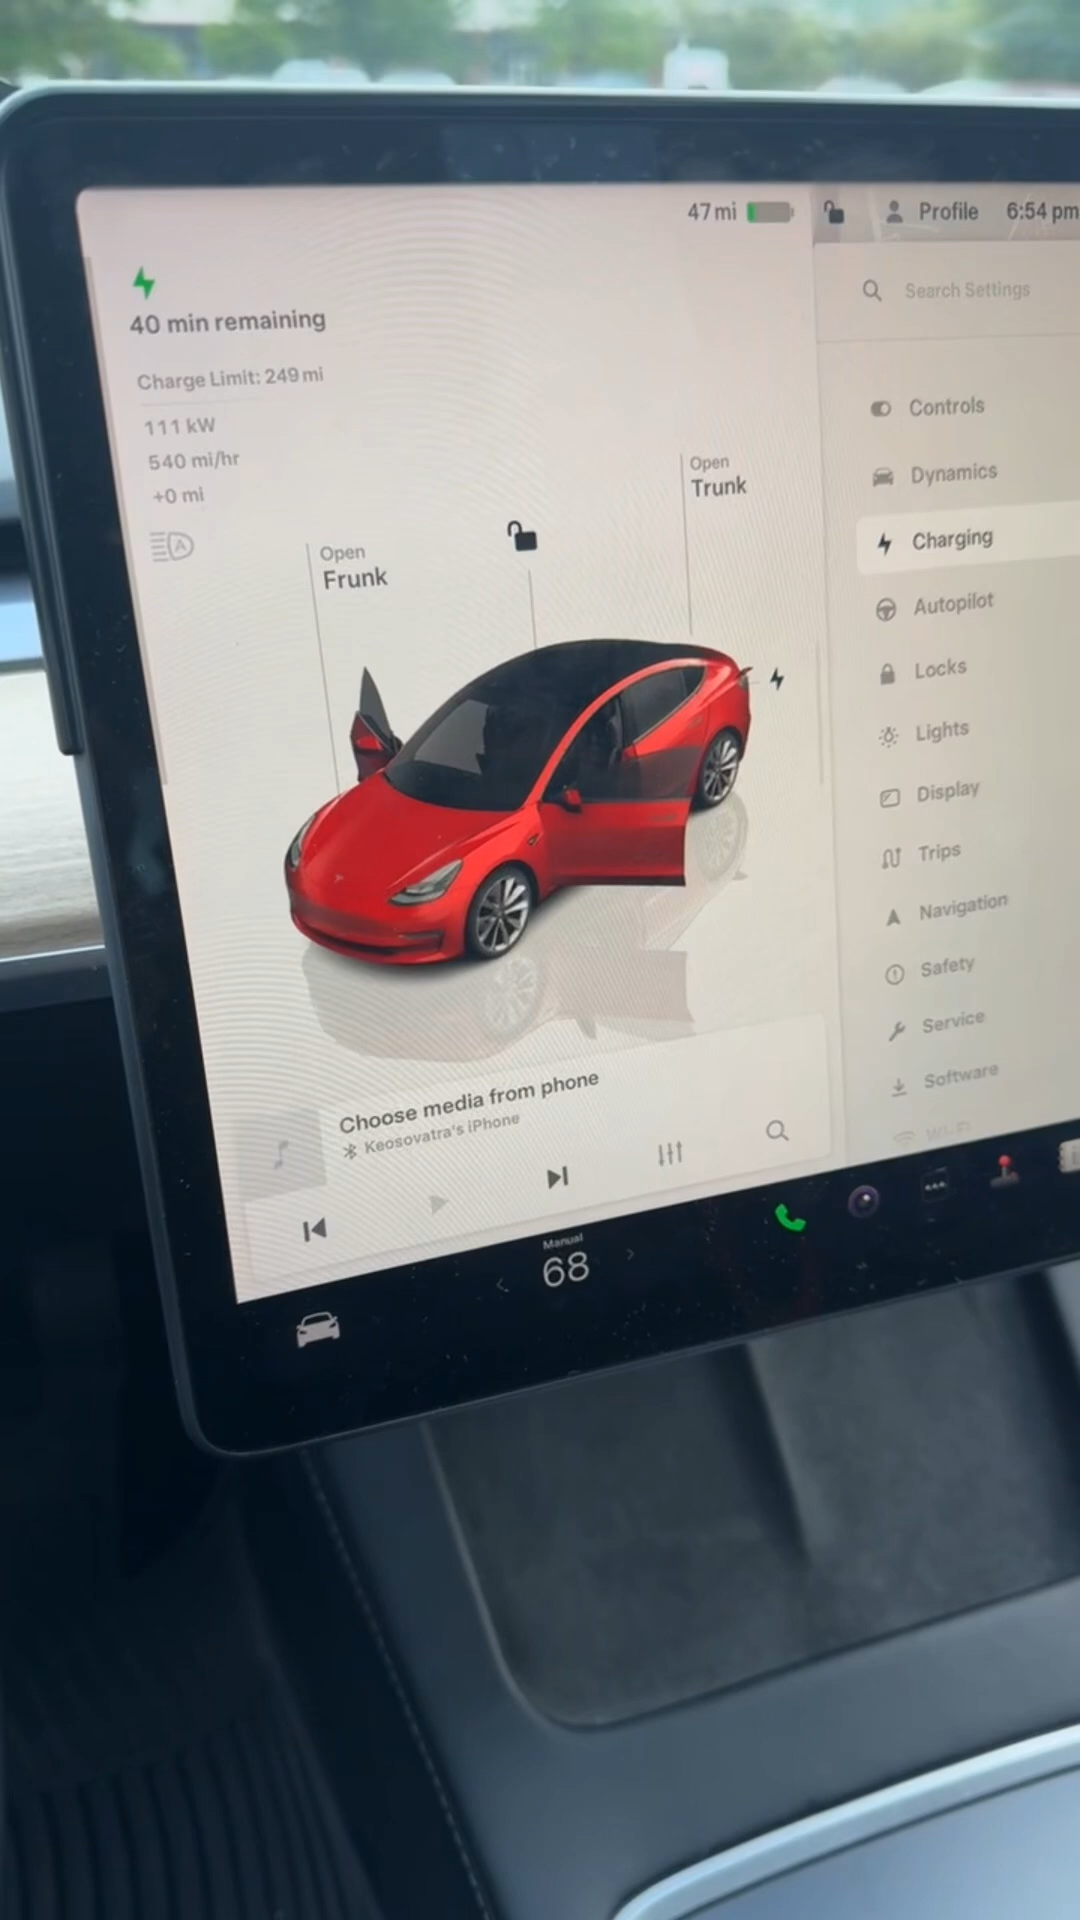 47 mi
Profile
6:54 pm
40 min remaining
Charge Limit: 249 mi
111 kW
540 mi/hr
+0 mi
A
Open
Frunk
Open
Trunk
Search Settings
Controls
Dynamics
Charging
Autopilot
Locks
Lights
Display
Trips
Navigation
Safety
Service
Software
Wi-Fi
Choose media from phone
Keosovatra's iPhone
Manual
68